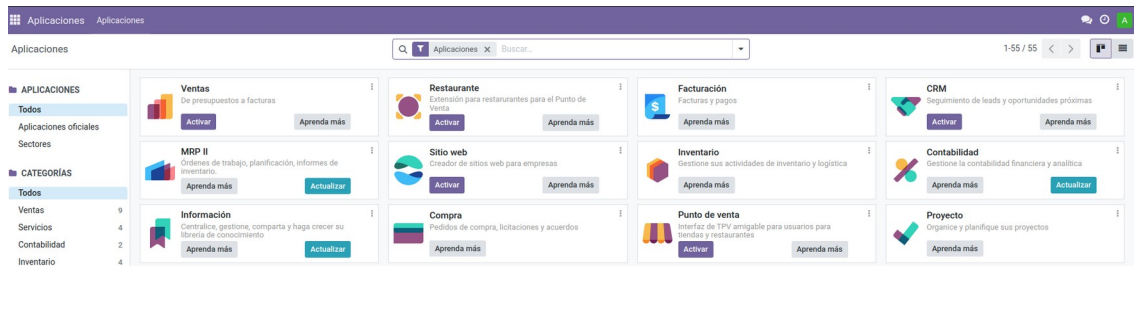 Aplicaciones Aplicaciones
A
Aplicaciones
Aplicaciones x Buscar...
1-55 / 55
APLICACIONES
Todos
Aplicaciones oficiales
Sectores
CATEGORÍAS
Todos
Ventas 9
Servicios 4
Contabilidad 2
Inventario 4
Ventas
De presupuestos a facturas
Activar Aprenda más
Restaurante
Extensión para restarurantes para el Punto de
Venta
Activar Aprenda más
Facturación
Facturas y pagos
Aprenda más
CRM
Seguimiento de leads y oportunidades próximas
Activar Aprenda más
MRP II
Órdenes de trabajo, planificación, informes de
inventario.
Aprenda más Actualizar
Sitio web
Creador de sitios web para empresas
Activar Aprenda más
Inventario
Gestione sus actividades de inventario y logística
Aprenda más
Contabilidad
Gestione la contabilidad financiera y analítica
Aprenda más Actualizar
Información
Centralice, gestione, comparta y haga crecer su
librería de conocimiento
Aprenda más Actualizar
Compra
Pedidos de compra, licitaciones y acuerdos
Aprenda más
Punto de venta
Interfaz de TPV amigable para usuarios para
tiendas y restaurantes
Activar Aprenda más
Proyecto
Organice y planifique sus proyectos
Aprenda más